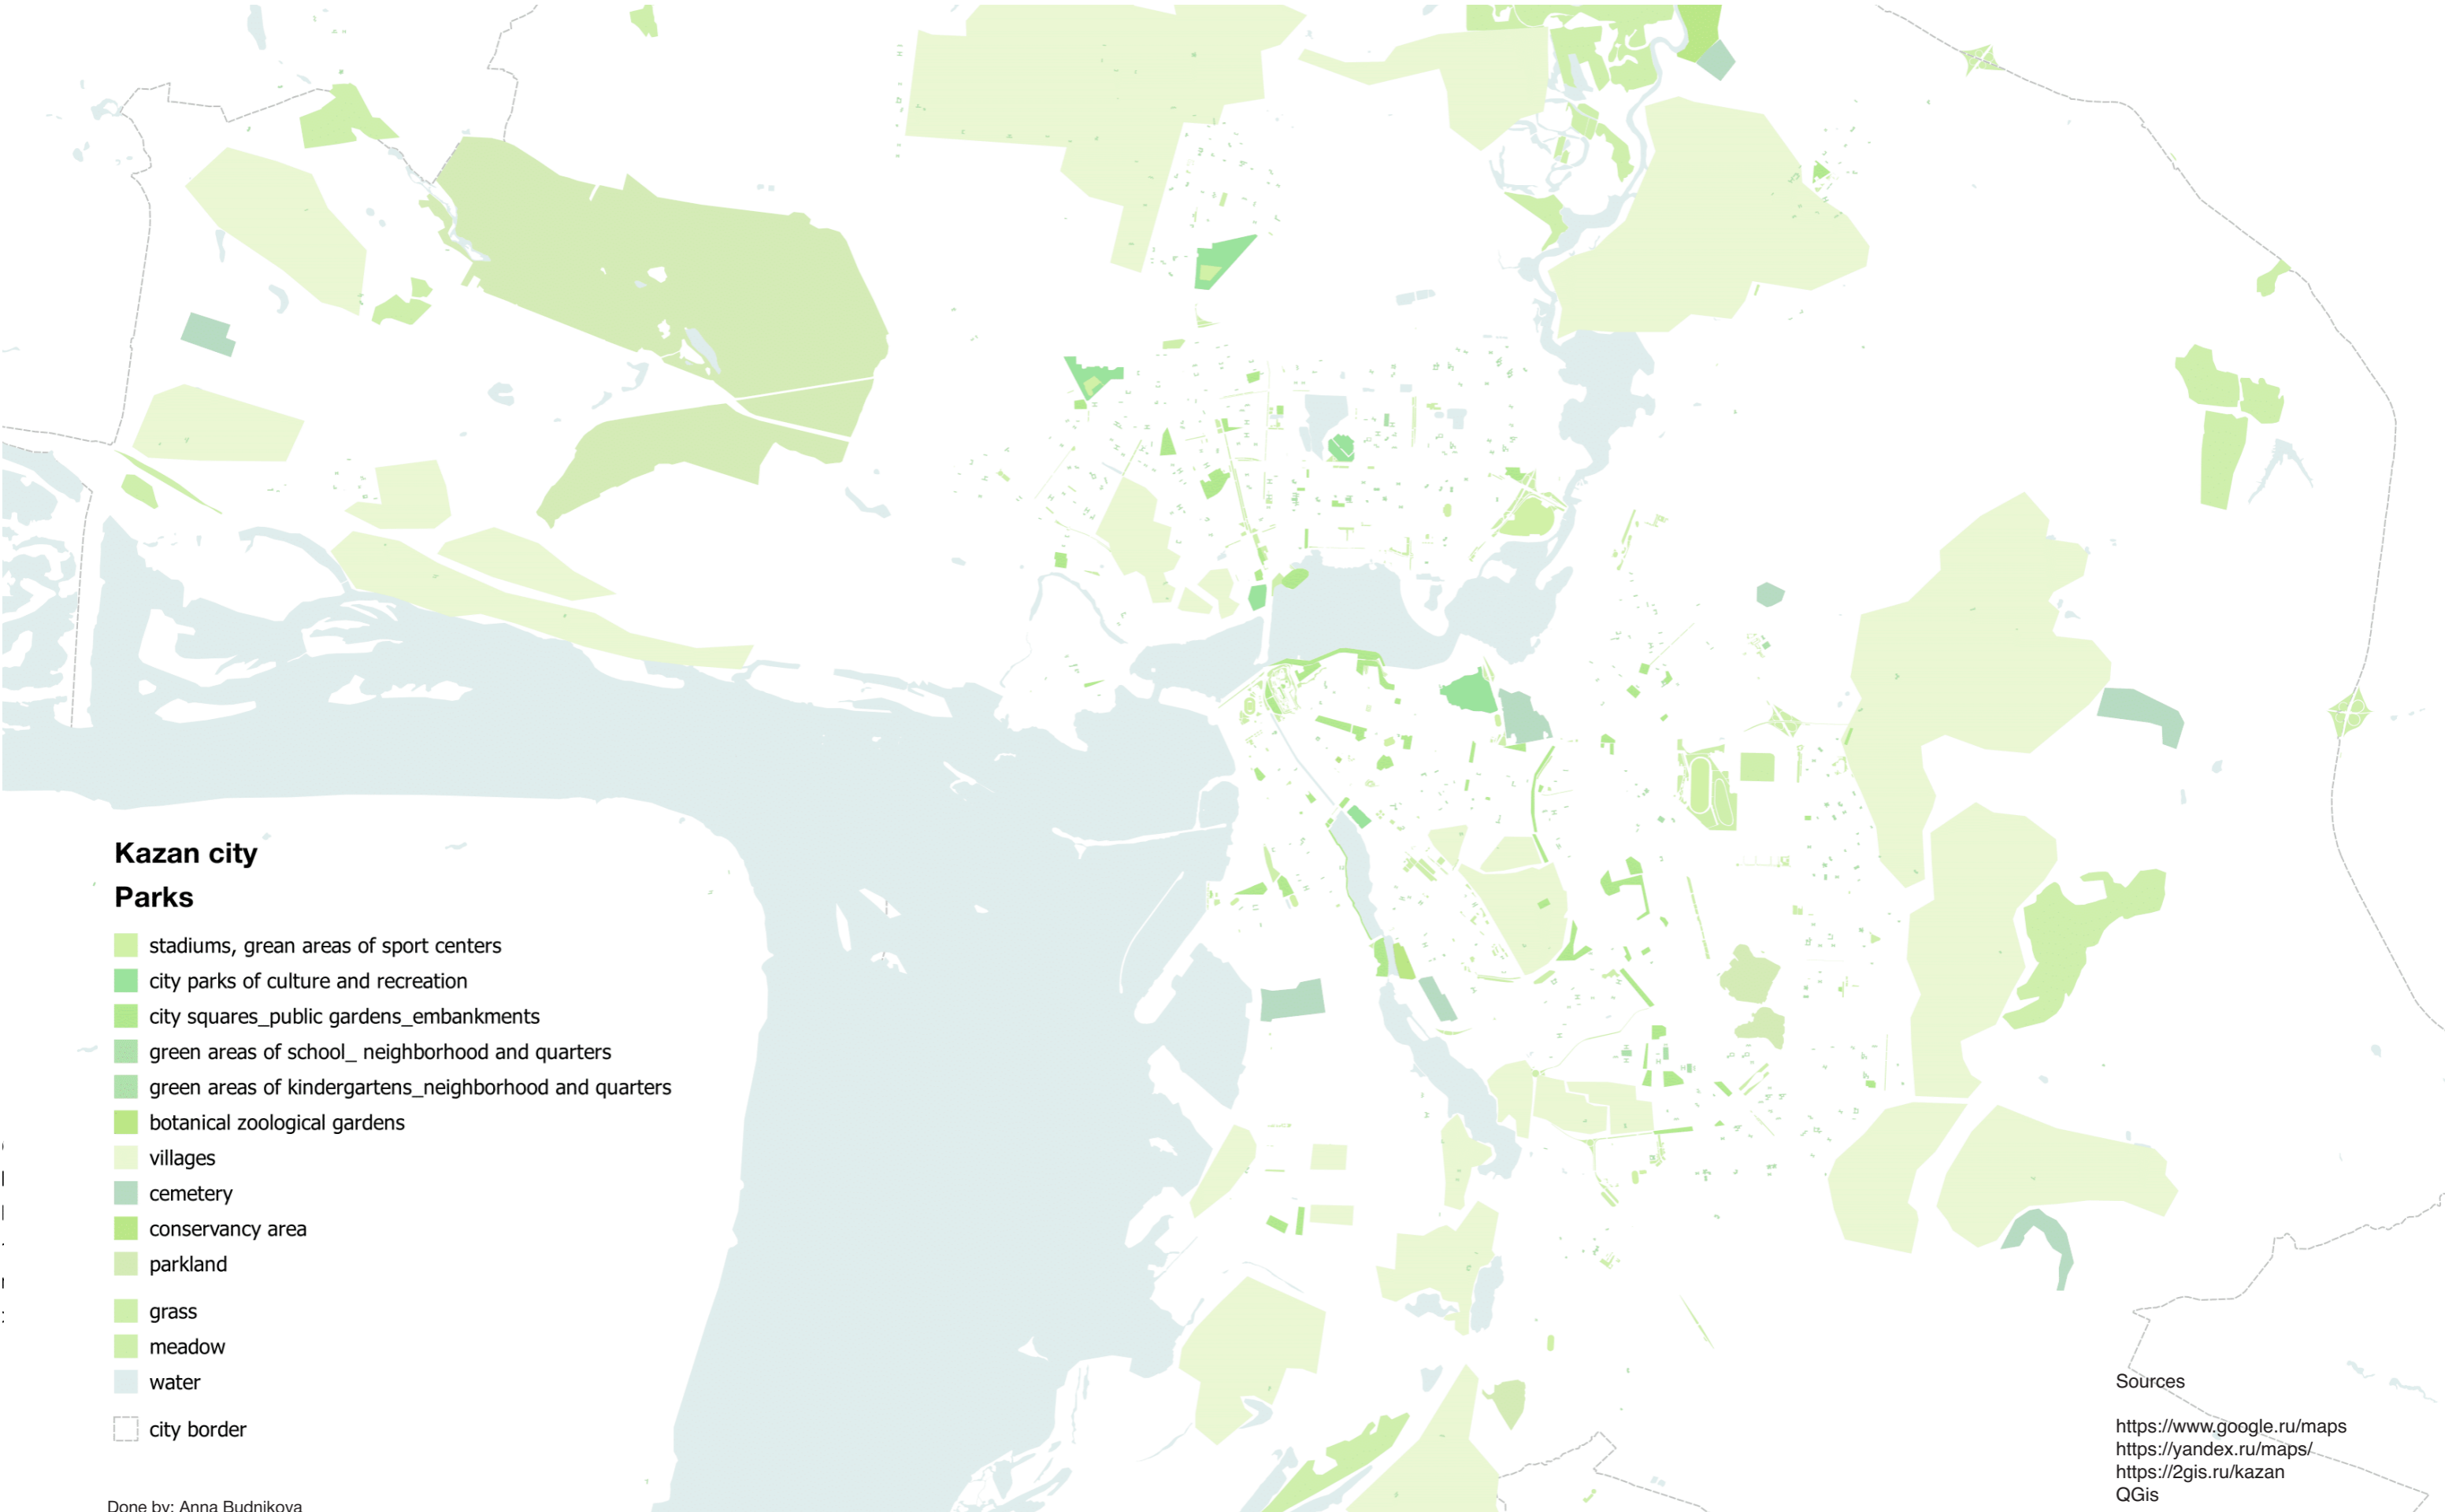 Kazan city
Parks
stadiums, grean areas of sport centers
city parks of culture and recreation
city squares_public gardens_embankments
green areas of school_ neighborhood and quarters
green areas of kindergartens_neighborhood and quarters
botanical zoological gardens
villages
cemetery
conservancy area
parkland
grass
meadow
water
city border
Done by: Anna Budnikova
Sources
https://www.google.ru/maps
https://yandex.ru/maps/
https://2gis.ru/kazan
QGis